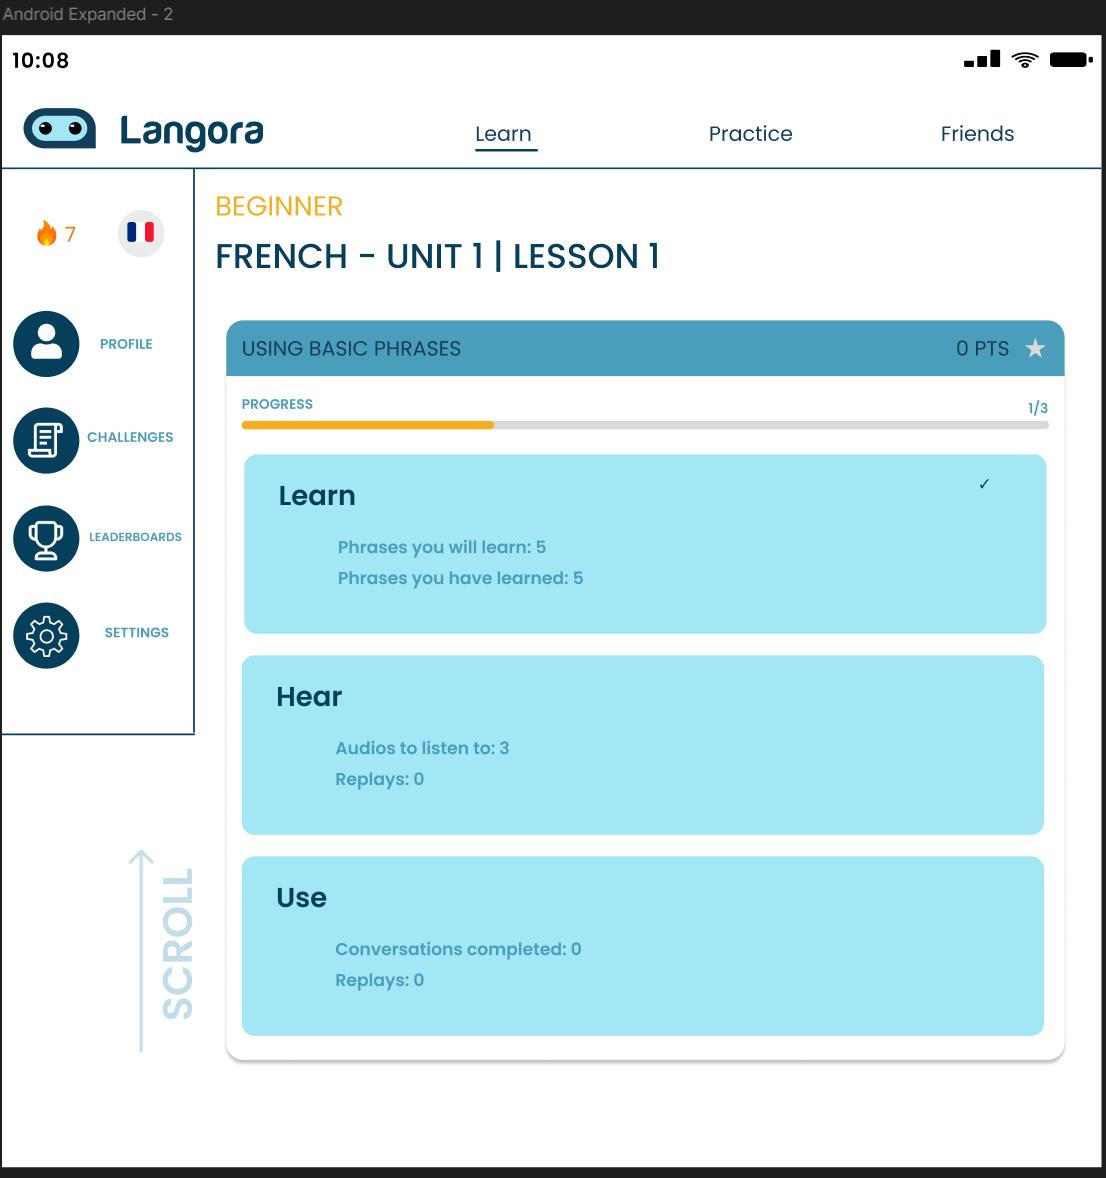 Android Expanded - 2
10:08
Langora
Learn
Practice
Friends
7
PROFILE
CHALLENGES
LEADERBOARDS
SETTINGS
SCROLL
BEGINNER
FRENCH - UNIT 1 | LESSON 1
USING BASIC PHRASES
0 PTS
PROGRESS
1/3
Learn
✓
Phrases you will learn: 5
Phrases you have learned: 5
Hear
Audios to listen to: 3
Replays: 0
Use
Conversations completed: 0
Replays: 0